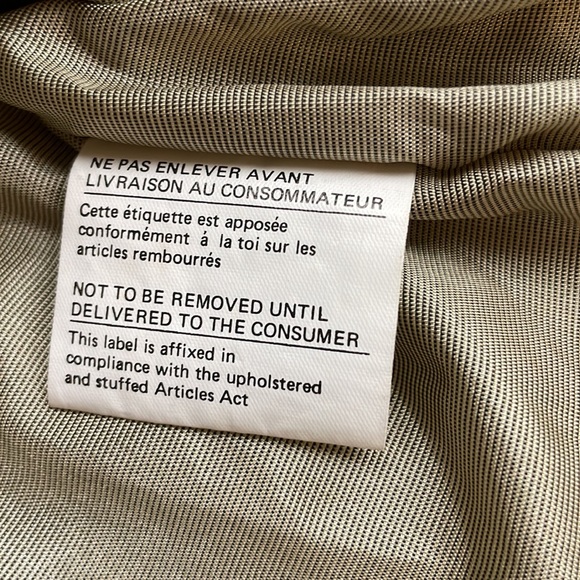 NE PAS ENLEVER AVANT
LIVRAISON AU CONSOMMATEUR
Cette étiquette est apposée
conformément á la toi sur les
articles rembourrés
NOT TO BE REMOVED UNTIL
DELIVERED TO THE CONSUMER
This label is affixed in
compliance with the upholstered
and stuffed Articles Act